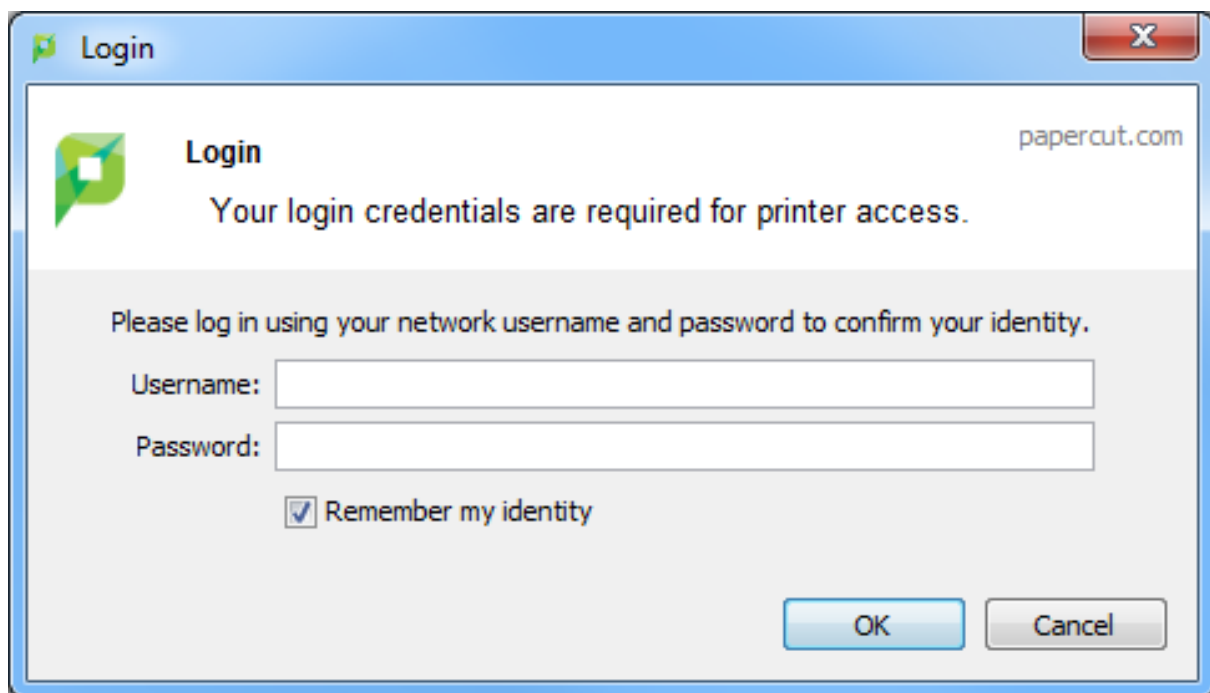 Login
papercut.com
Login
Your login credentials are required for printer access.
Please log in using your network username and password to confirm your identity.
Username:
Password:
Remember my identity
OK
Cancel